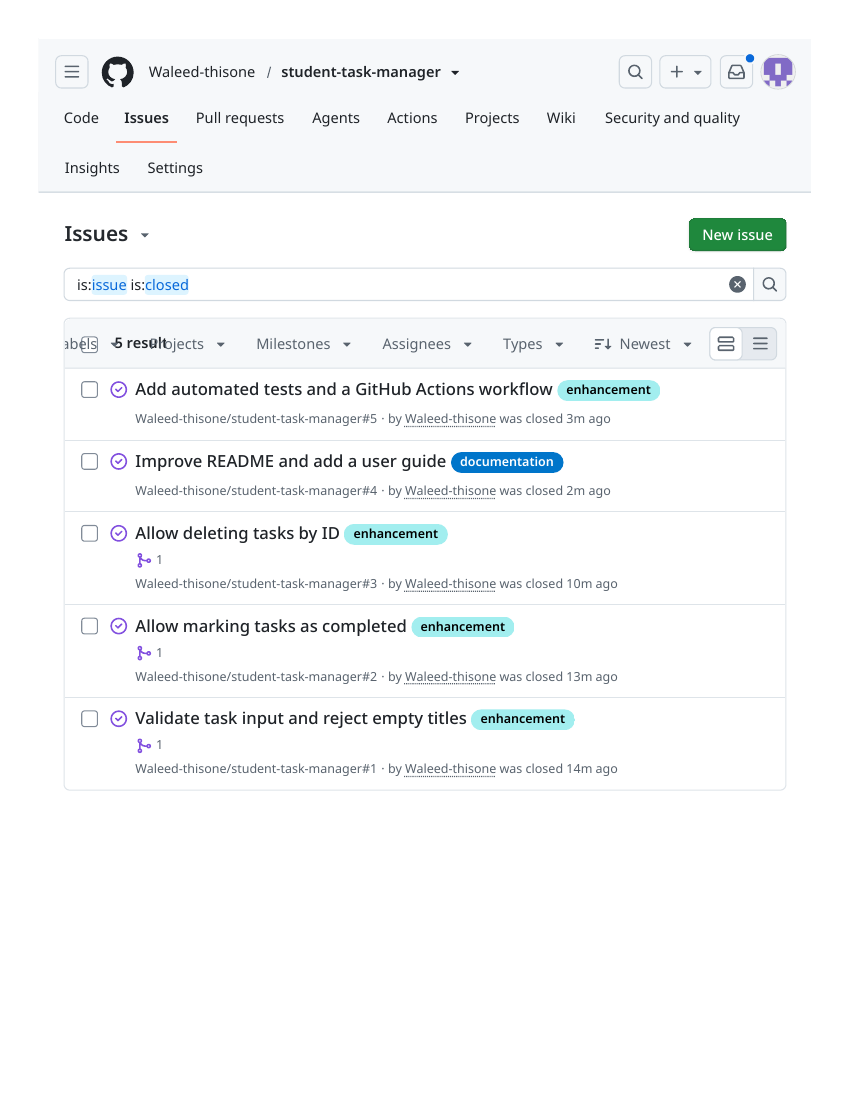 Waleed-thisone / student-task-manager
Code Issues Pull requests Agents Actions Projects Wiki Security and quality
Insights Settings
Issues
New issue
is:issue is:closed
5 result Projects Milestones Assignees Types Newest
Add automated tests and a GitHub Actions workflow enhancement
Waleed-thisone/student-task-manager#5 · by Waleed-thisone was closed 3m ago
Improve README and add a user guide documentation
Waleed-thisone/student-task-manager#4 · by Waleed-thisone was closed 2m ago
Allow deleting tasks by ID enhancement
1
Waleed-thisone/student-task-manager#3 · by Waleed-thisone was closed 10m ago
Allow marking tasks as completed enhancement
1
Waleed-thisone/student-task-manager#2 · by Waleed-thisone was closed 13m ago
Validate task input and reject empty titles enhancement
1
Waleed-thisone/student-task-manager#1 · by Waleed-thisone was closed 14m ago